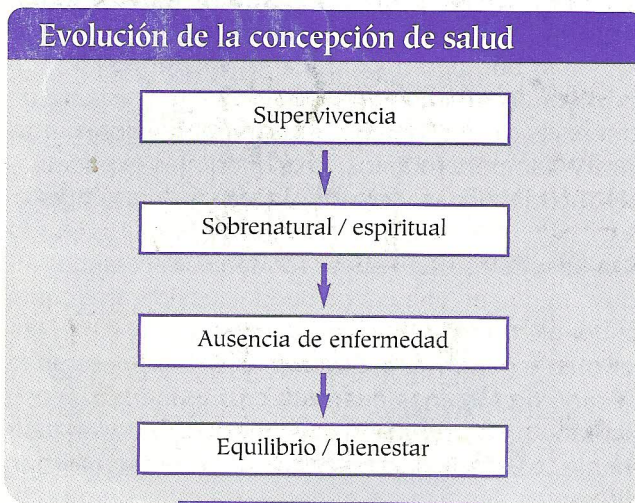 Evolución de la concepción de salud
Supervivencia
Sobrenatural / espiritual
Ausencia de enfermedad
Equilibrio / bienestar